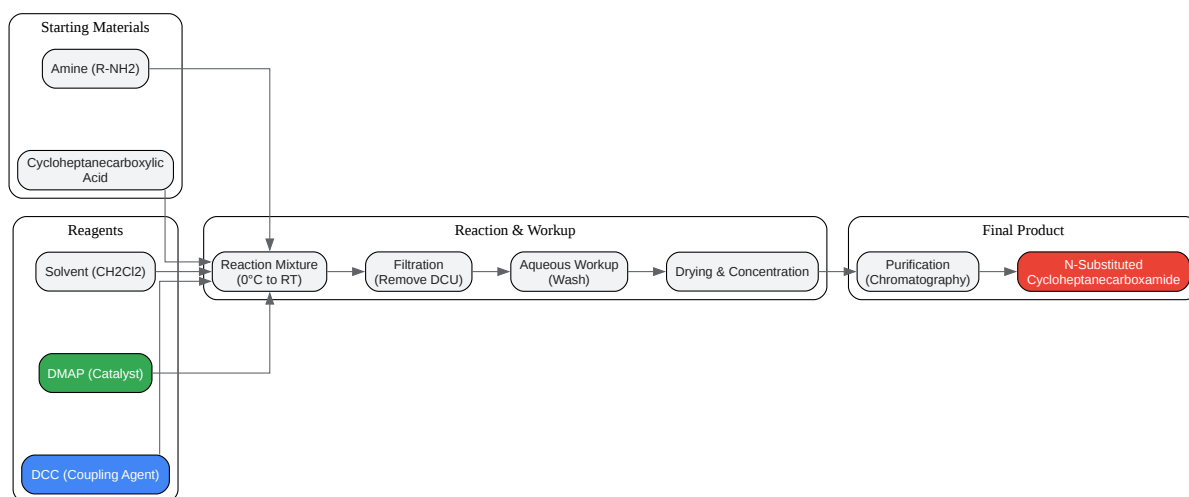 Starting Materials
Amine (R-NH2)
Cycloheptanecarboxylic
Acid
Reagents
Solvent (CH2Cl2)
DMAP (Catalyst)
DCC (Coupling Agent)
Reaction & Workup
Reaction Mixture
(0°C to RT)
Filtration
(Remove DCU)
Aqueous Workup
(Wash)
Drying & Concentration
Final Product
Purification
(Chromatography)
N-Substituted
Cycloheptanecarboxamide